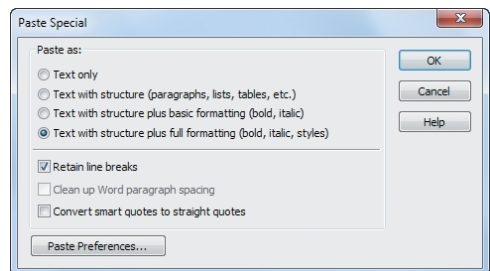 Paste Special
Paste as:
Text only
Text with structure (paragraphs, lists, tables, etc.)
Text with structure plus basic formatting (bold, italic)
Text with structure plus full formatting (bold, italic, styles)
Retain line breaks
Clean up Word paragraph spacing
Convert smart quotes to straight quotes
Paste Preferences...
OK
Cancel
Help